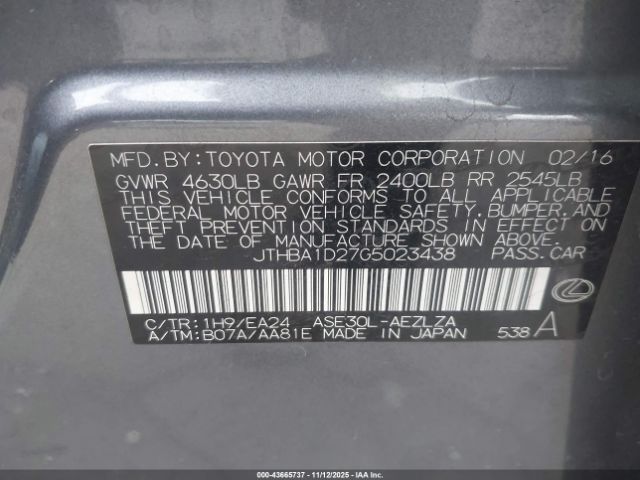 MFD.BY:TOYOTA MOTOR CORPORATION 02/16
GVWR 4630LB GAWR FR 2400LB RR 2545LB
THIS VEHICLE CONFORMS TO ALL APPLICABLE
FEDERAL MOTOR VEHICLE SAFETY,BUMPER,AND
THEFT PREVENTION STANDARDS IN EFFECT ON
THE DATE OF MANUFACTURE SHOWN ABOVE.
JTHBA1D27G5023438 PASS.CAR
C/TR:1H9/EA24 ASE30L-AEZLZA
A/TM:B07A/AA81E MADE IN JAPAN 538 A
000-43665737 - 11/12/2025 - IAAI.COM